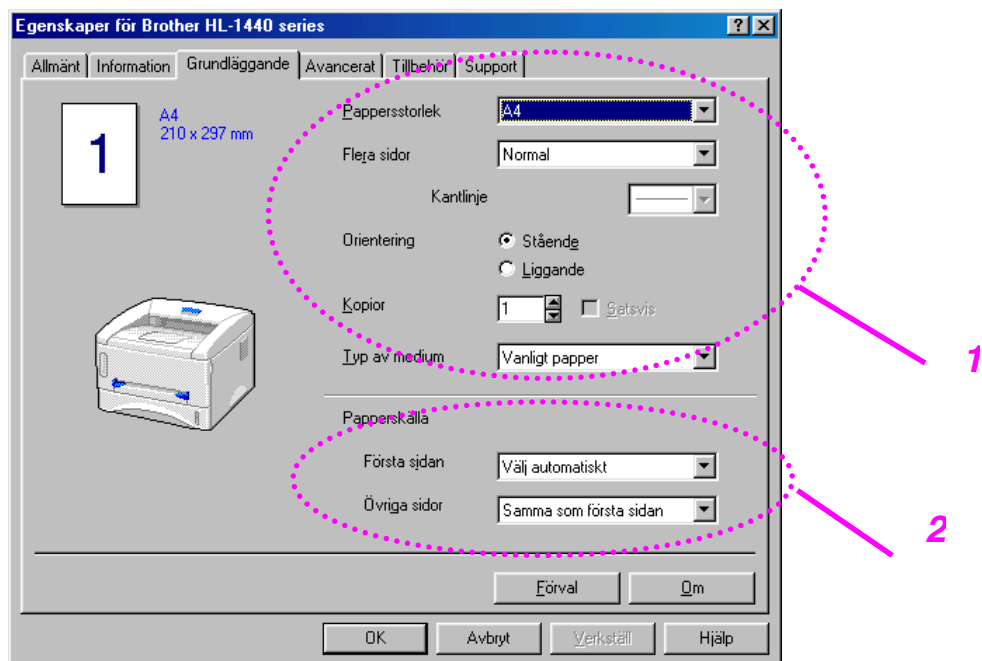 Egenskaper för Brother HL-1440 series
Allmänt Information Grundläggande Avancerat Tillbehör Support
1
A4
210 x 297 mm
Pappersstorlek A4
Flera sidor Normal
Kantlinje
Orientering Stående
Liggande
Kopior 1 Satsvis
Typ av medium Vanligt papper
1
Papperskälla
Första sidan Välj automatiskt
Övriga sidor Samma som första sidan
2
Förval Om
OK Avbryt Verkställ Hjälp